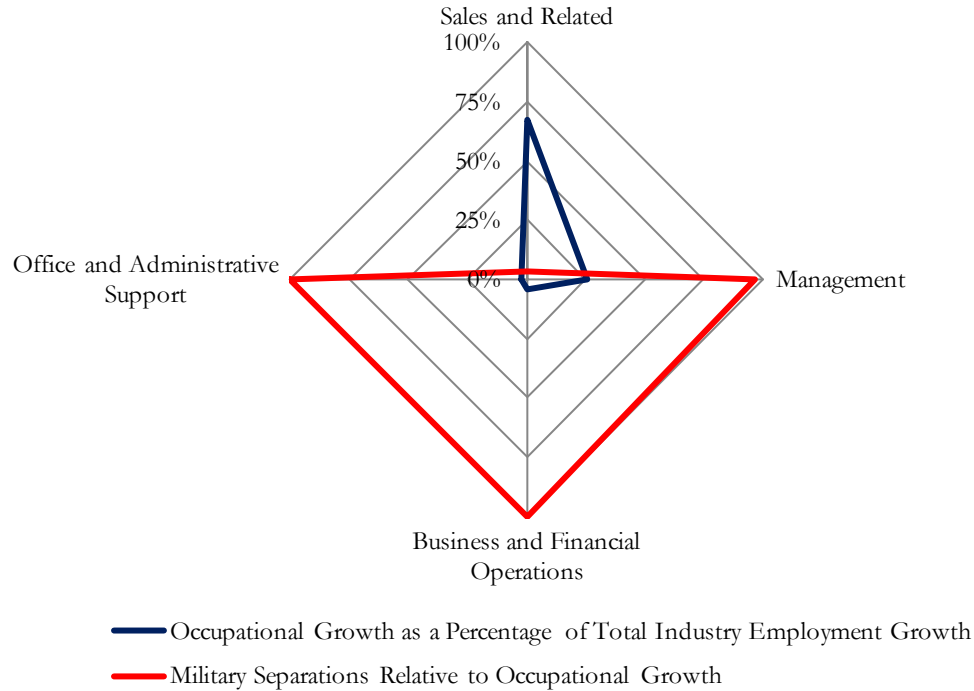 Sales and Related
100%
75%
50%
25%
0%
Office and Administrative
Support
Management
Business and Financial
Operations
Occupational Growth as a Percentage of Total Industry Employment Growth
Military Separations Relative to Occupational Growth